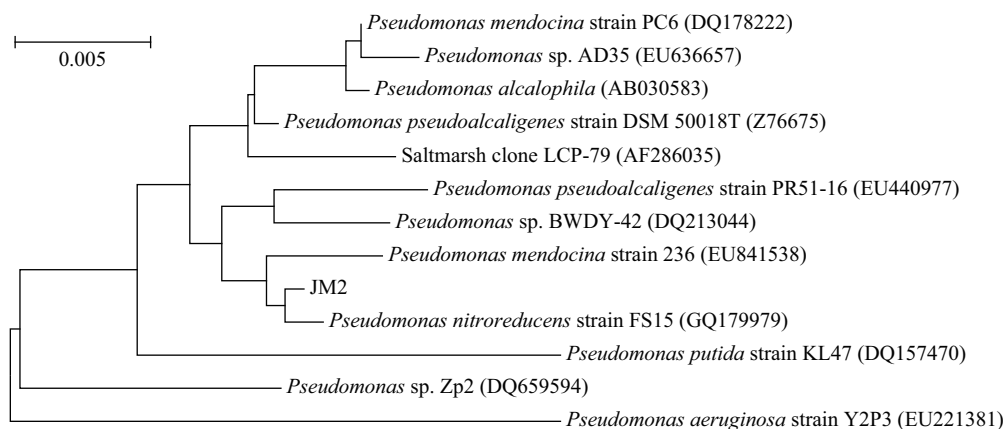 Pseudomonas mendocina strain PC6 (DQ178222)
0.005
Pseudomonas sp. AD35 (EU636657)
Pseudomonas alcalophila (AB030583)
Pseudomonas pseudoalcaligenes strain DSM 50018T (Z76675)
Saltmarsh clone LCP-79 (AF286035)
Pseudomonas pseudoalcaligenes strain PR51-16 (EU440977)
Pseudomonas sp. BWDY-42 (DQ213044)
Pseudomonas mendocina strain 236 (EU841538)
JM2
Pseudomonas nitroreducens strain FS15 (GQ179979)
Pseudomonas putida strain KL47 (DQ157470)
Pseudomonas sp. Zp2 (DQ659594)
Pseudomonas aeruginosa strain Y2P3 (EU221381)